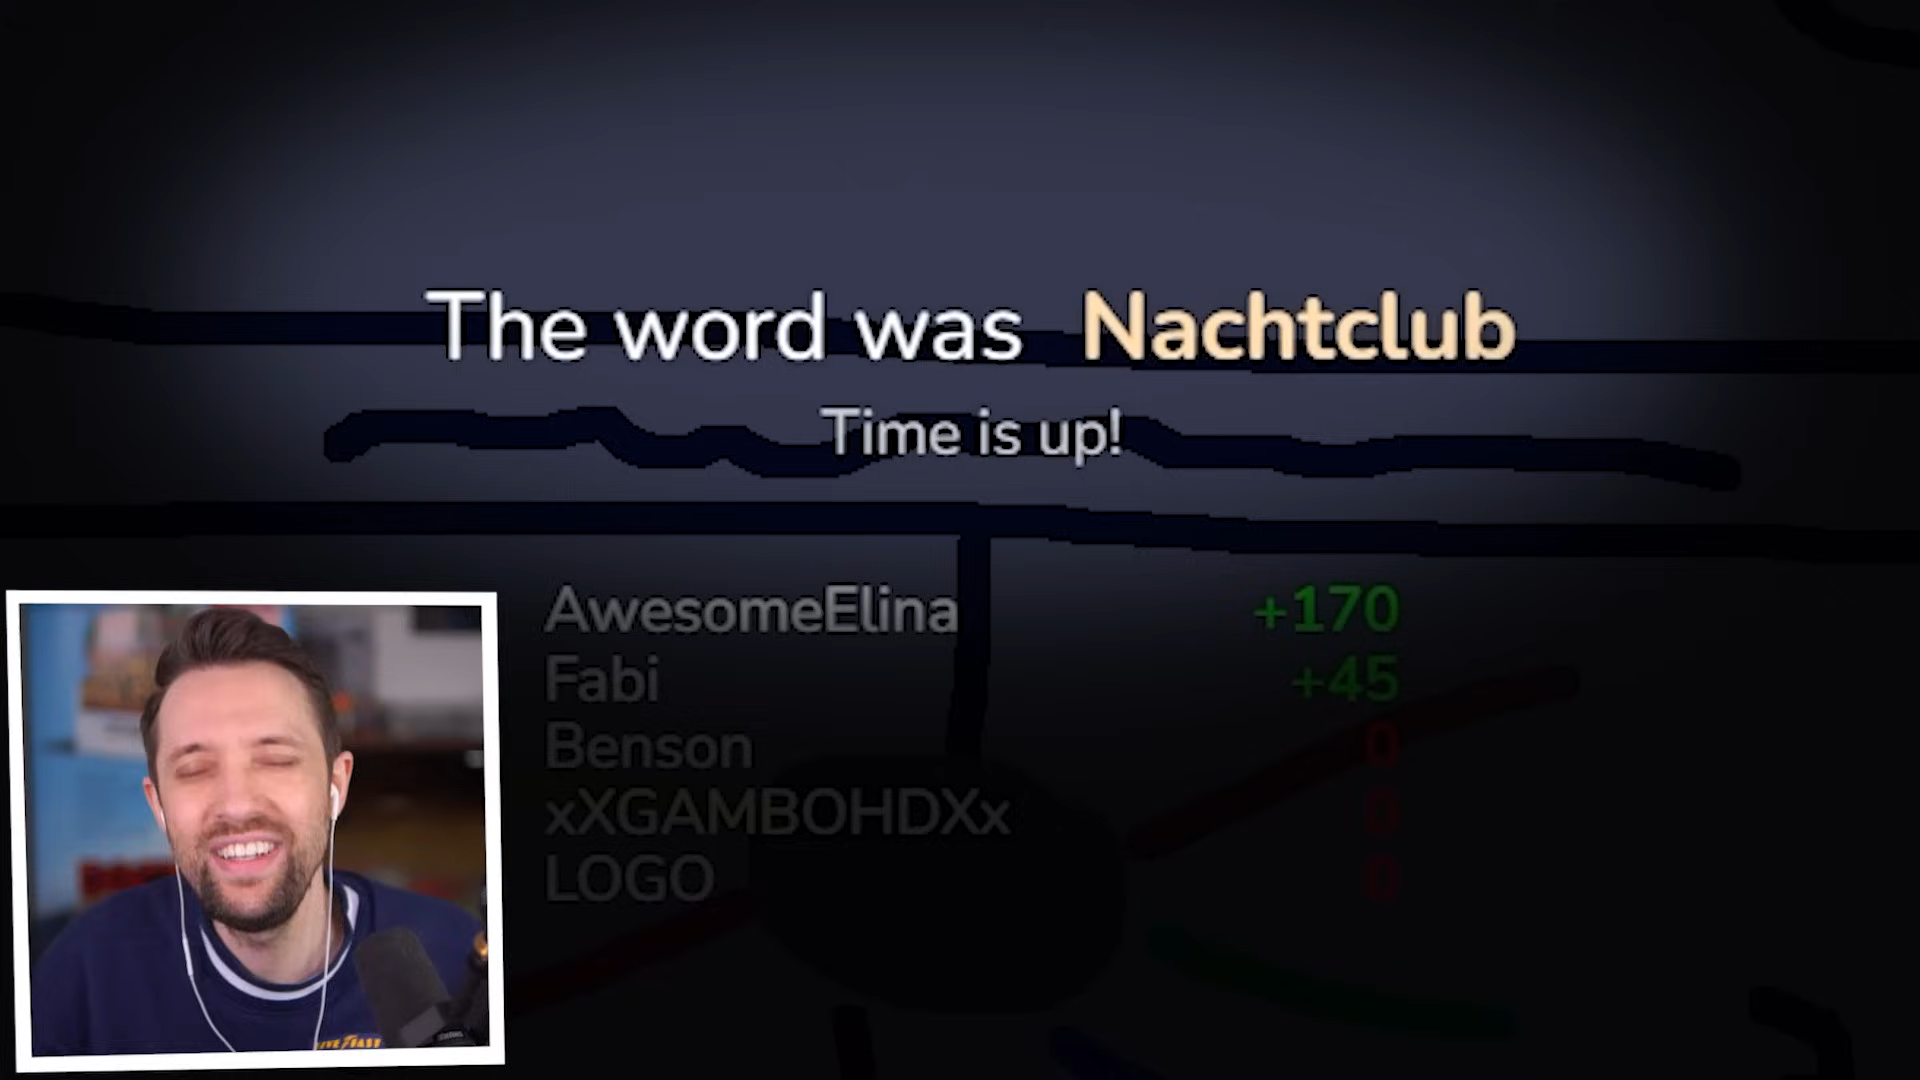 The word was Nachtclub
Time is up!
AwesomeElina +170
Fabi +45
Benson 0
xXGAMBOHDXx 0
LOGO 0